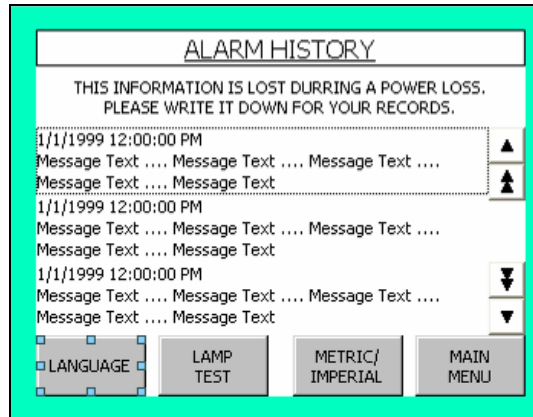 ALARM HISTORY
THIS INFORMATION IS LOST DURRING A POWER LOSS.
PLEASE WRITE IT DOWN FOR YOUR RECORDS.
1/1/1999 12:00:00 PM
Message Text .... Message Text .... Message Text ....
Message Text .... Message Text
1/1/1999 12:00:00 PM
Message Text .... Message Text .... Message Text ....
Message Text .... Message Text
1/1/1999 12:00:00 PM
Message Text .... Message Text .... Message Text ....
Message Text .... Message Text
LANGUAGE
LAMP
TEST
METRIC/
IMPERIAL
MAIN
MENU